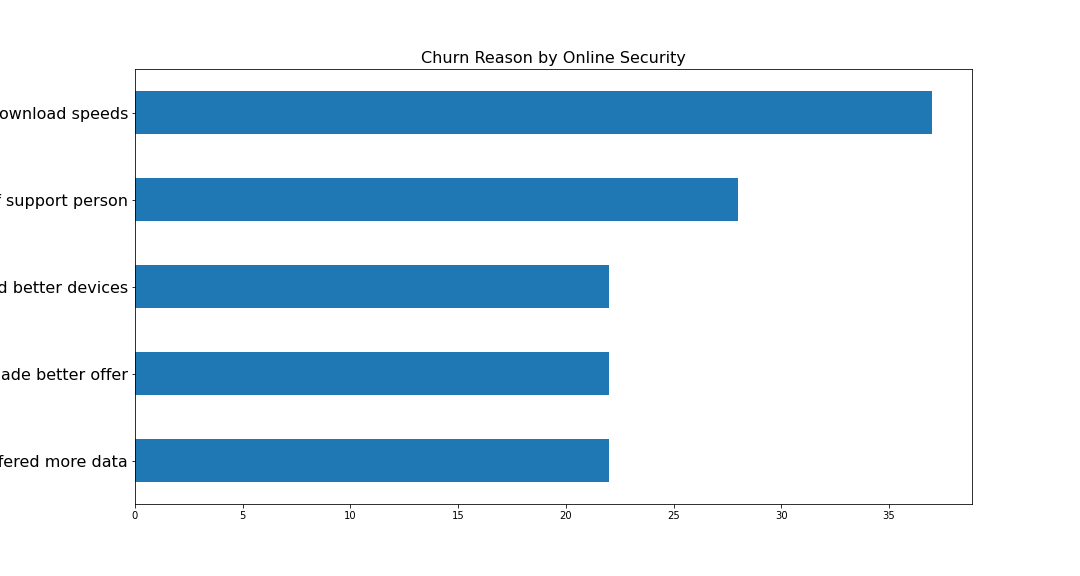 Churn Reason by Online Security
ownload speeds
support person
better devices
ade better offer
fered more data
0 5 10 15 20 25 30 35